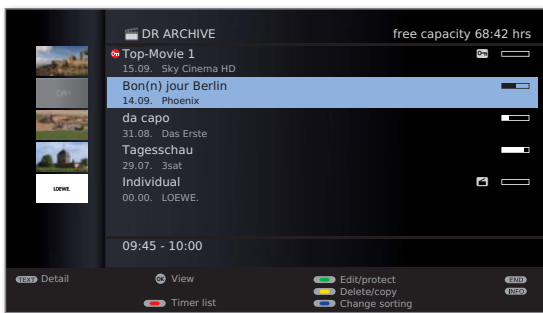 DR ARCHIVE free capacity 68:42 hrs
Top-Movie 1
15.09. Sky Cinema HD
DR+
Bon(n) jour Berlin
14.09. Phoenix
da capo
31.08. Das Erste
Tagesschau
29.07. 3sat
LOEWE.
Individual
00.00. LOEWE.
09:45 - 10:00
TEXT Detail OK View Edit/protect END
Delete/copy INFO
Timer list Change sorting